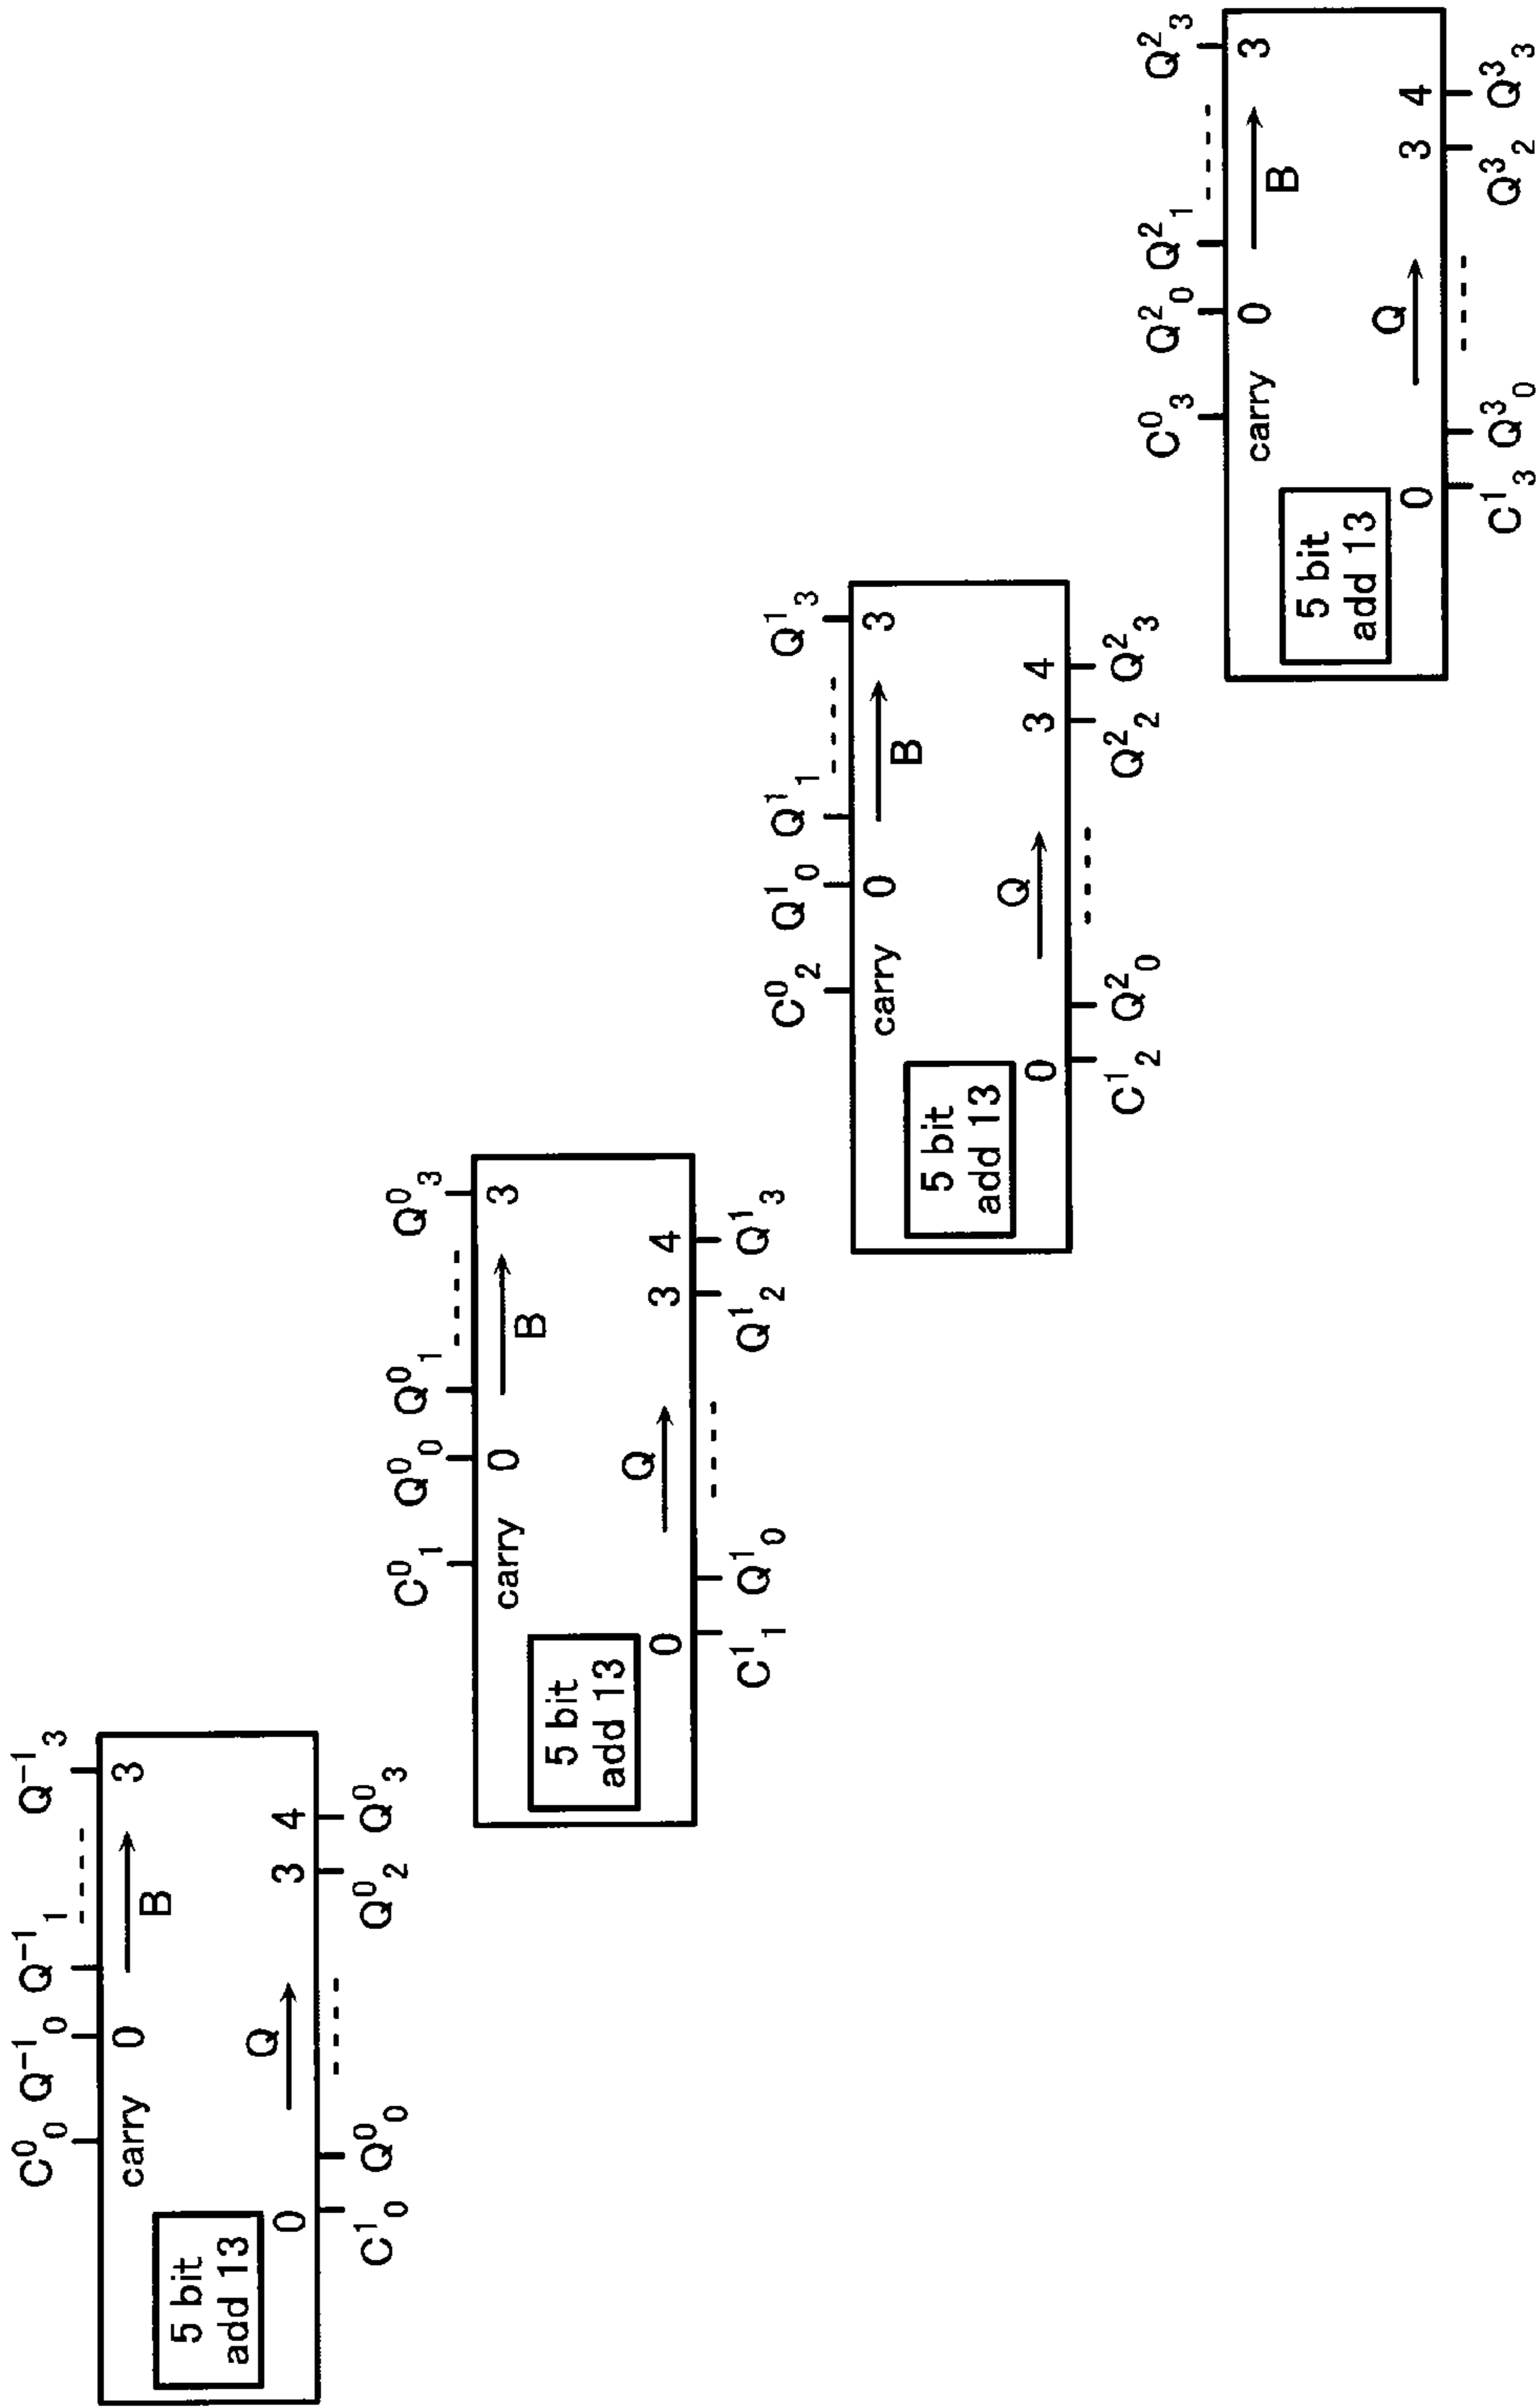 C⁰₀ Q⁻¹₀ Q⁻¹₁ Q⁻¹₃
carry 0 B 3
5 bit
add 13
0 Q 3 4
C¹₀ Q⁰₀ Q⁰₂ Q⁰₃
C⁰₁ Q⁰₀ Q⁰₁ Q⁰₃
carry 0 B 3
5 bit
add 13
0 Q 3 4
C¹₁ Q¹₀ Q¹₂ Q¹₃
C⁰₂ Q¹₀ Q¹₁ Q¹₃
carry 0 B 3
5 bit
add 13
0 Q 3 4
C¹₂ Q²₀ Q²₂ Q²₃
C⁰₃ Q²₀ Q²₁ Q²₃
carry 0 B 3
5 bit
add 13
0 Q 3 4
C¹₃ Q³₀ Q³₂ Q³₃